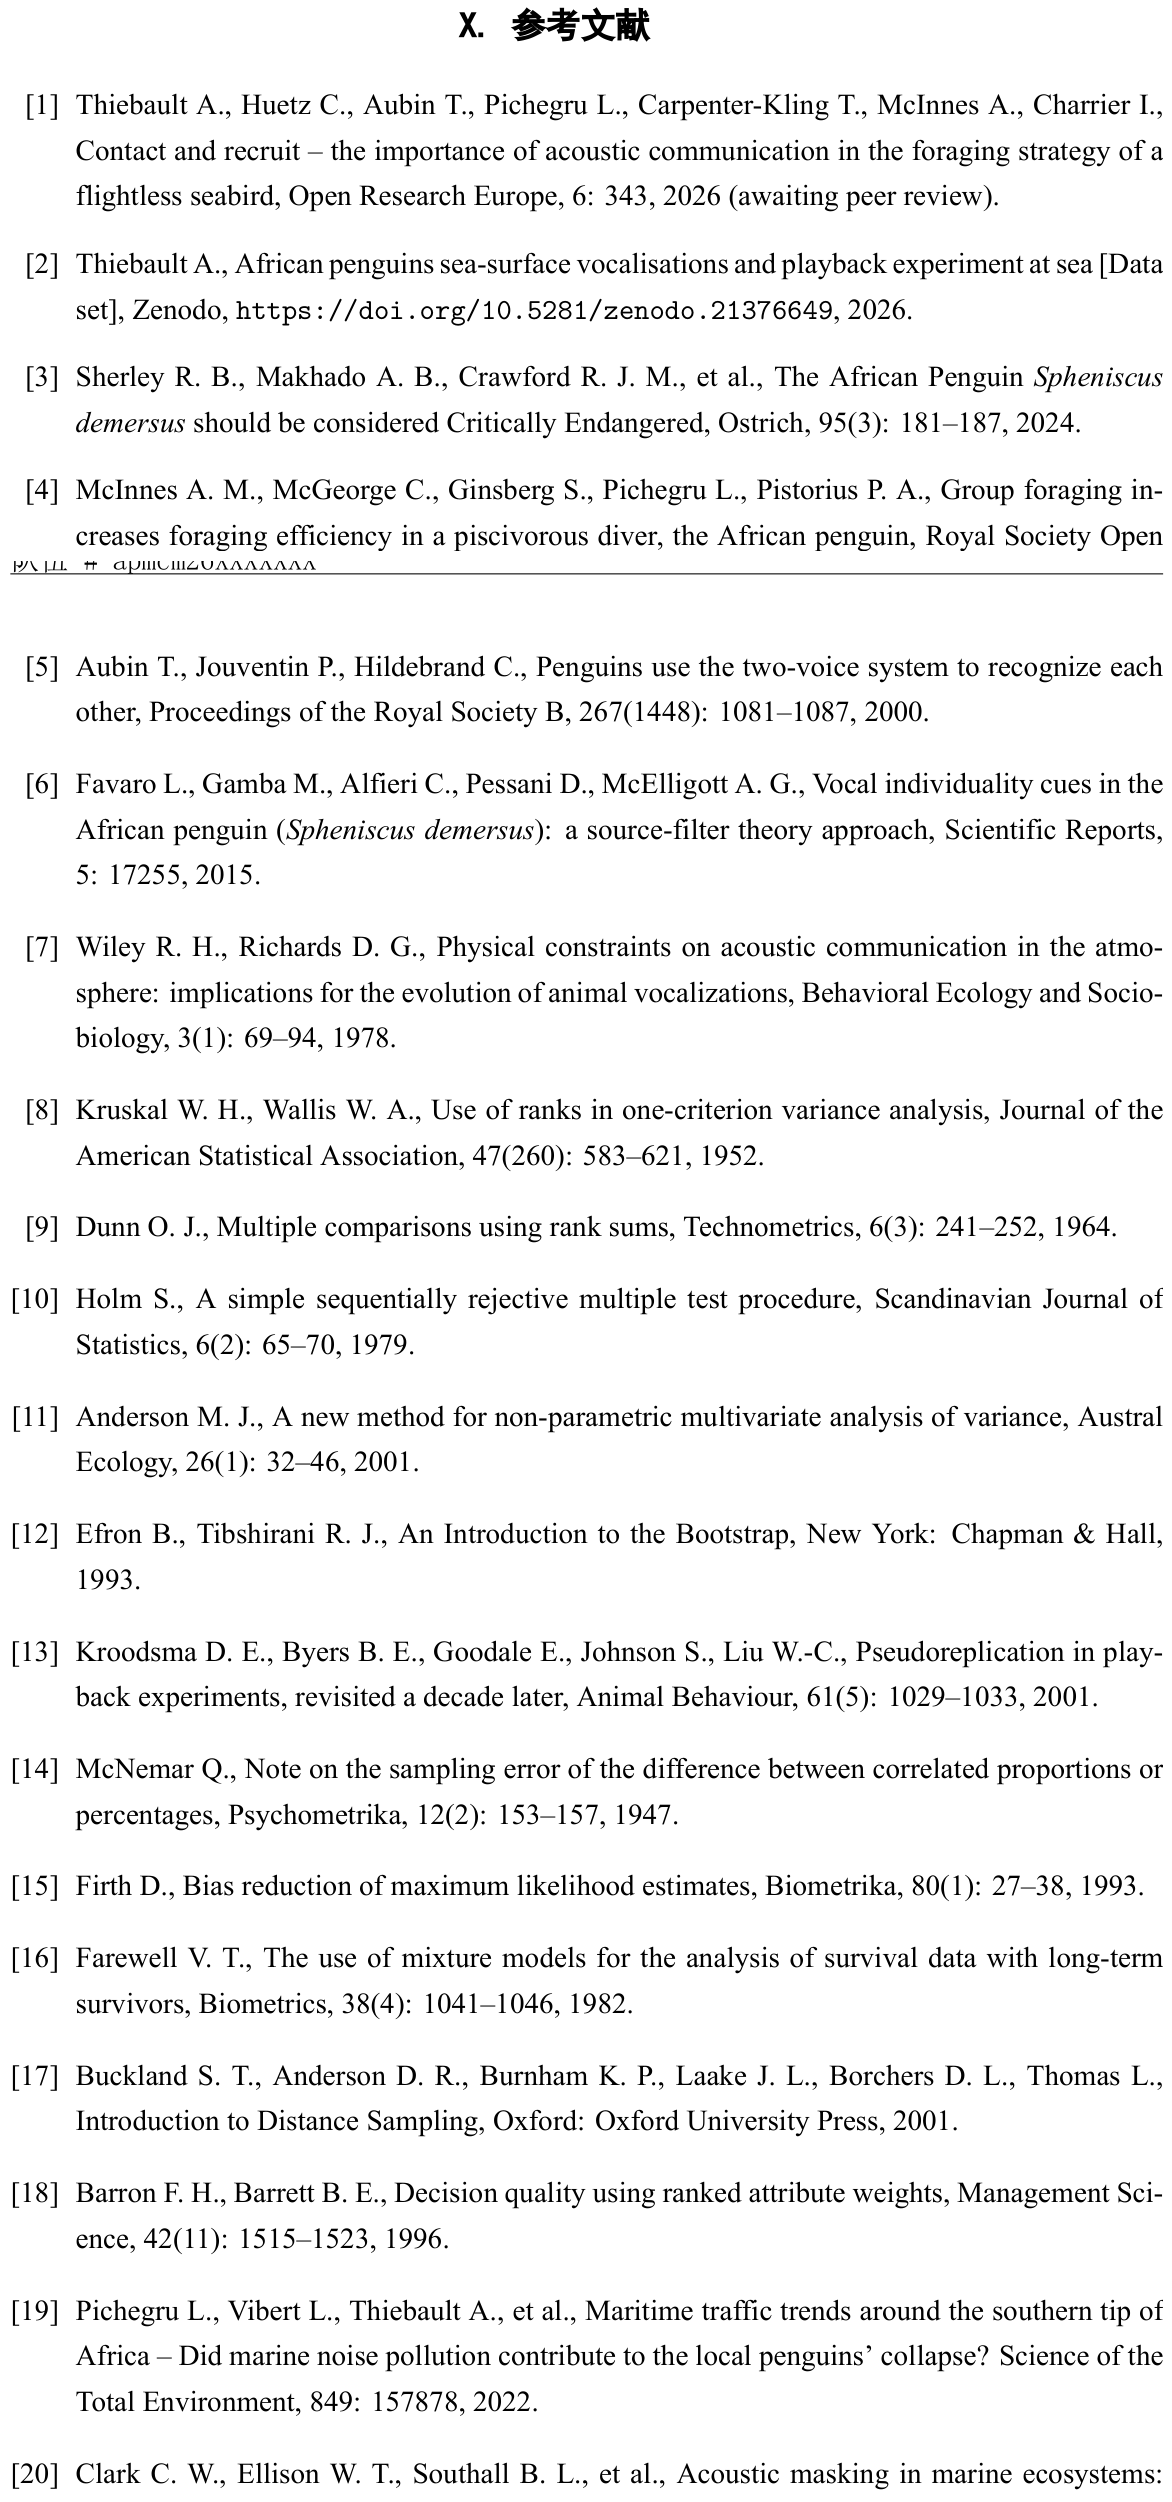 X. 参考文献
[1] Thiebault A., Huetz C., Aubin T., Pichegru L., Carpenter-Kling T., McInnes A., Charrier I.,
Contact and recruit – the importance of acoustic communication in the foraging strategy of a
flightless seabird, Open Research Europe, 6: 343, 2026 (awaiting peer review).
[2] Thiebault A., African penguins sea-surface vocalisations and playback experiment at sea [Data
set], Zenodo, https://doi.org/10.5281/zenodo.21376649, 2026.
[3] Sherley R. B., Makhado A. B., Crawford R. J. M., et al., The African Penguin Spheniscus
demersus should be considered Critically Endangered, Ostrich, 95(3): 181–187, 2024.
[4] McInnes A. M., McGeorge C., Ginsberg S., Pichegru L., Pistorius P. A., Group foraging in-
creases foraging efficiency in a piscivorous diver, the African penguin, Royal Society Open
[5] Aubin T., Jouventin P., Hildebrand C., Penguins use the two-voice system to recognize each
other, Proceedings of the Royal Society B, 267(1448): 1081–1087, 2000.
[6] Favaro L., Gamba M., Alfieri C., Pessani D., McElligott A. G., Vocal individuality cues in the
African penguin (Spheniscus demersus): a source-filter theory approach, Scientific Reports,
5: 17255, 2015.
[7] Wiley R. H., Richards D. G., Physical constraints on acoustic communication in the atmo-
sphere: implications for the evolution of animal vocalizations, Behavioral Ecology and Socio-
biology, 3(1): 69–94, 1978.
[8] Kruskal W. H., Wallis W. A., Use of ranks in one-criterion variance analysis, Journal of the
American Statistical Association, 47(260): 583–621, 1952.
[9] Dunn O. J., Multiple comparisons using rank sums, Technometrics, 6(3): 241–252, 1964.
[10] Holm S., A simple sequentially rejective multiple test procedure, Scandinavian Journal of
Statistics, 6(2): 65–70, 1979.
[11] Anderson M. J., A new method for non-parametric multivariate analysis of variance, Austral
Ecology, 26(1): 32–46, 2001.
[12] Efron B., Tibshirani R. J., An Introduction to the Bootstrap, New York: Chapman & Hall,
1993.
[13] Kroodsma D. E., Byers B. E., Goodale E., Johnson S., Liu W.-C., Pseudoreplication in play-
back experiments, revisited a decade later, Animal Behaviour, 61(5): 1029–1033, 2001.
[14] McNemar Q., Note on the sampling error of the difference between correlated proportions or
percentages, Psychometrika, 12(2): 153–157, 1947.
[15] Firth D., Bias reduction of maximum likelihood estimates, Biometrika, 80(1): 27–38, 1993.
[16] Farewell V. T., The use of mixture models for the analysis of survival data with long-term
survivors, Biometrics, 38(4): 1041–1046, 1982.
[17] Buckland S. T., Anderson D. R., Burnham K. P., Laake J. L., Borchers D. L., Thomas L.,
Introduction to Distance Sampling, Oxford: Oxford University Press, 2001.
[18] Barron F. H., Barrett B. E., Decision quality using ranked attribute weights, Management Sci-
ence, 42(11): 1515–1523, 1996.
[19] Pichegru L., Vibert L., Thiebault A., et al., Maritime traffic trends around the southern tip of
Africa – Did marine noise pollution contribute to the local penguins’ collapse? Science of the
Total Environment, 849: 157878, 2022.
[20] Clark C. W., Ellison W. T., Southall B. L., et al., Acoustic masking in marine ecosystems: